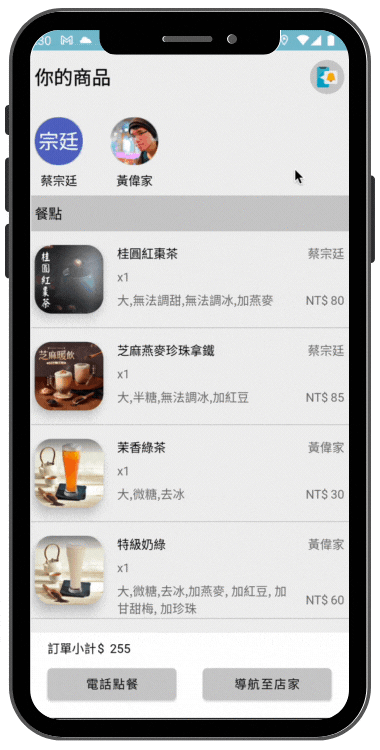 30
你的商品
宗廷
蔡宗廷
黃偉家
餐點
桂圓紅棗茶
桂圓紅棗茶
蔡宗廷
x1
大,無法調甜,無法調冰,加燕麥
NT$ 80
芝麻暖飲
芝麻燕麥珍珠拿鐵
蔡宗廷
x1
大,半糖,無法調冰,加紅豆
NT$ 85
茉香綠茶
黃偉家
x1
大,微糖,去冰
NT$ 30
特級奶綠
黃偉家
x1
大,微糖,去冰,加燕麥, 加紅豆, 加
甘甜梅, 加珍珠
NT$ 60
訂單小計$ 255
電話點餐
導航至店家